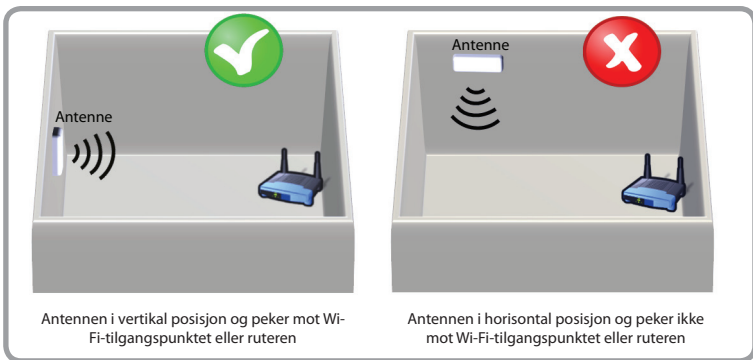 Antenne
Antenne
Antennen i vertikal posisjon og peker mot Wi-
Fi-tilgangspunktet eller ruteren
Antennen i horisontal posisjon og peker ikke
mot Wi-Fi-tilgangspunktet eller ruteren